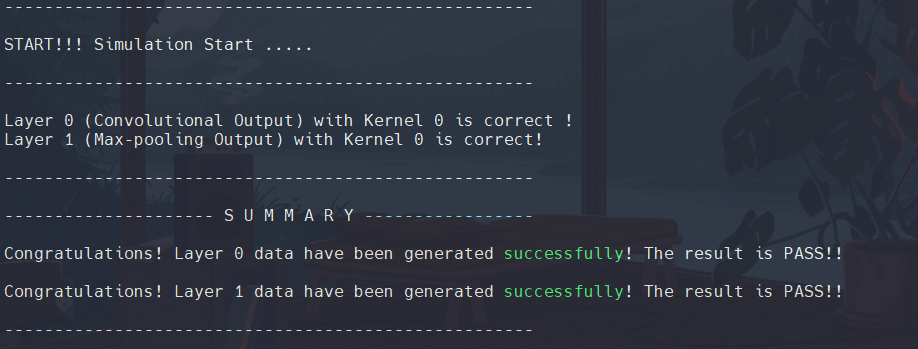 -----------------------------------------------------
START!!! Simulation Start .....
-----------------------------------------------------
Layer 0 (Convolutional Output) with Kernel 0 is correct !
Layer 1 (Max-pooling Output) with Kernel 0 is correct!
-----------------------------------------------------
--------------------- S U M M A R Y -----------------
Congratulations! Layer 0 data have been generated successfully! The result is PASS!!
Congratulations! Layer 1 data have been generated successfully! The result is PASS!!
-----------------------------------------------------